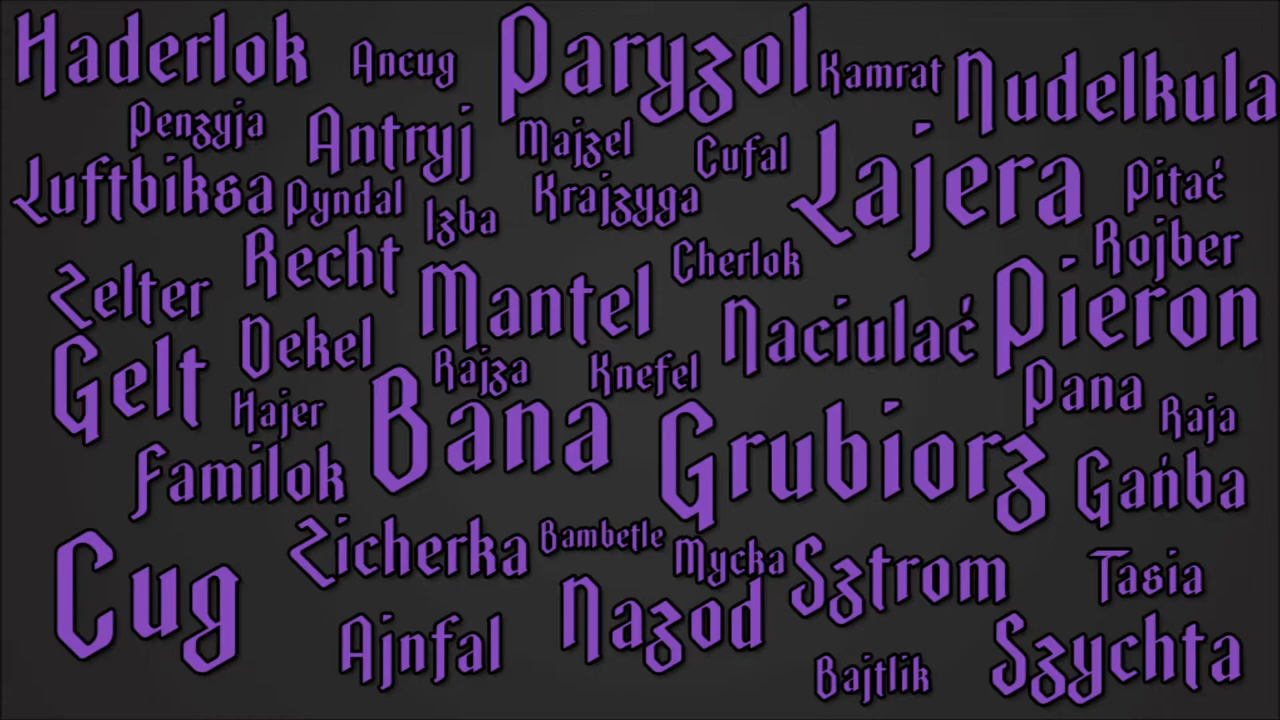 Haderlok
Ancug
Paryzol
Kamrat
Nudelkula
Penzyja
Antryj
Majzel
Cufal
Lajera
Pitać
Luftbiksa
Pyndal
Izba
Krajzyga
Rojber
Recht
Cherlok
Zelter
Mantel
Naciulać
Pieron
Gelt
Dekel
Rajza
Knefel
Pana
Raja
Hajer
Bana
Grubiorz
Familok
Gańba
Cug
Zicherka
Bambetle
Mycka
Sztrom
Tasia
Ajnfal
Nazod
Bajtlik
Szychta